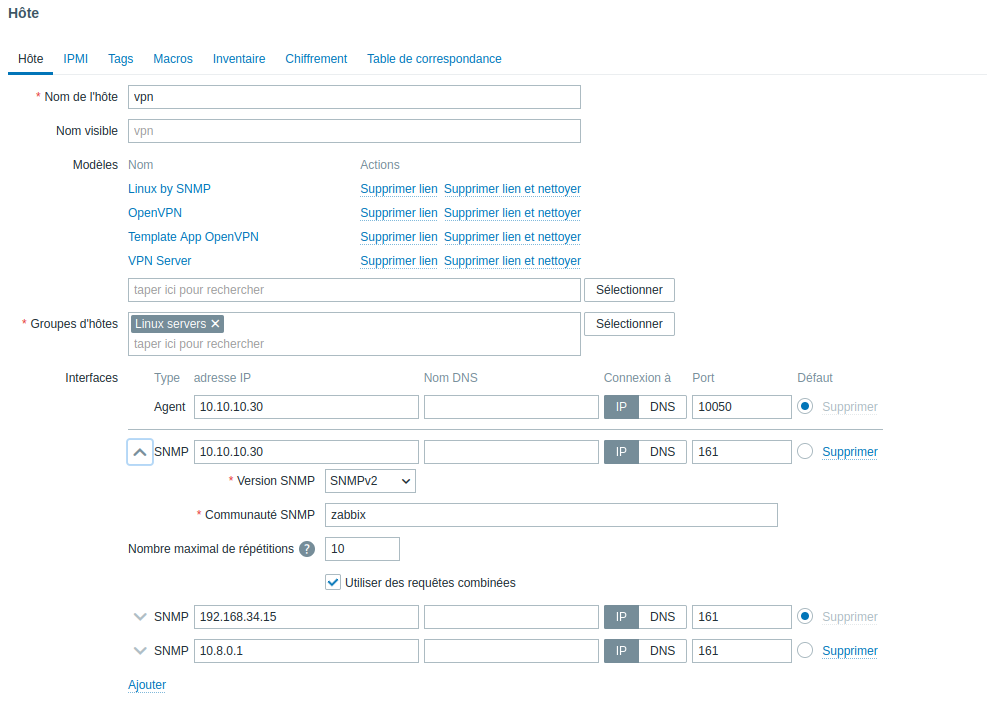 Hôte
Hôte IPMI Tags Macros Inventaire Chiffrement Table de correspondance
* Nom de l'hôte vpn
Nom visible vpn
Modèles Nom Actions
Linux by SNMP Supprimer lien Supprimer lien et nettoyer
OpenVPN Supprimer lien Supprimer lien et nettoyer
Template App OpenVPN Supprimer lien Supprimer lien et nettoyer
VPN Server Supprimer lien Supprimer lien et nettoyer
taper ici pour rechercher Sélectionner
* Groupes d'hôtes Linux servers ✕ Sélectionner
taper ici pour rechercher
Interfaces Type adresse IP Nom DNS Connexion à Port Défaut
Agent 10.10.10.30 IP DNS 10050 Supprimer
SNMP 10.10.10.30 IP DNS 161 Supprimer
* Version SNMP SNMPv2
* Communauté SNMP zabbix
Nombre maximal de répétitions ? 10
Utiliser des requêtes combinées
SNMP 192.168.34.15 IP DNS 161 Supprimer
SNMP 10.8.0.1 IP DNS 161 Supprimer
Ajouter